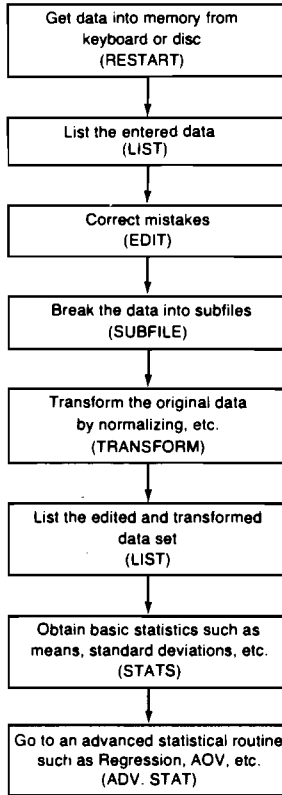 Get data into memory from
keyboard or disc
(RESTART)
List the entered data
(LIST)
Correct mistakes
(EDIT)
Break the data into subfiles
(SUBFILE)
Transform the original data
by normalizing, etc.
(TRANSFORM)
List the edited and transformed
data set
(LIST)
Obtain basic statistics such as
means, standard deviations, etc.
(STATS)
Go to an advanced statistical routine
such as Regression, AOV, etc.
(ADV. STAT)